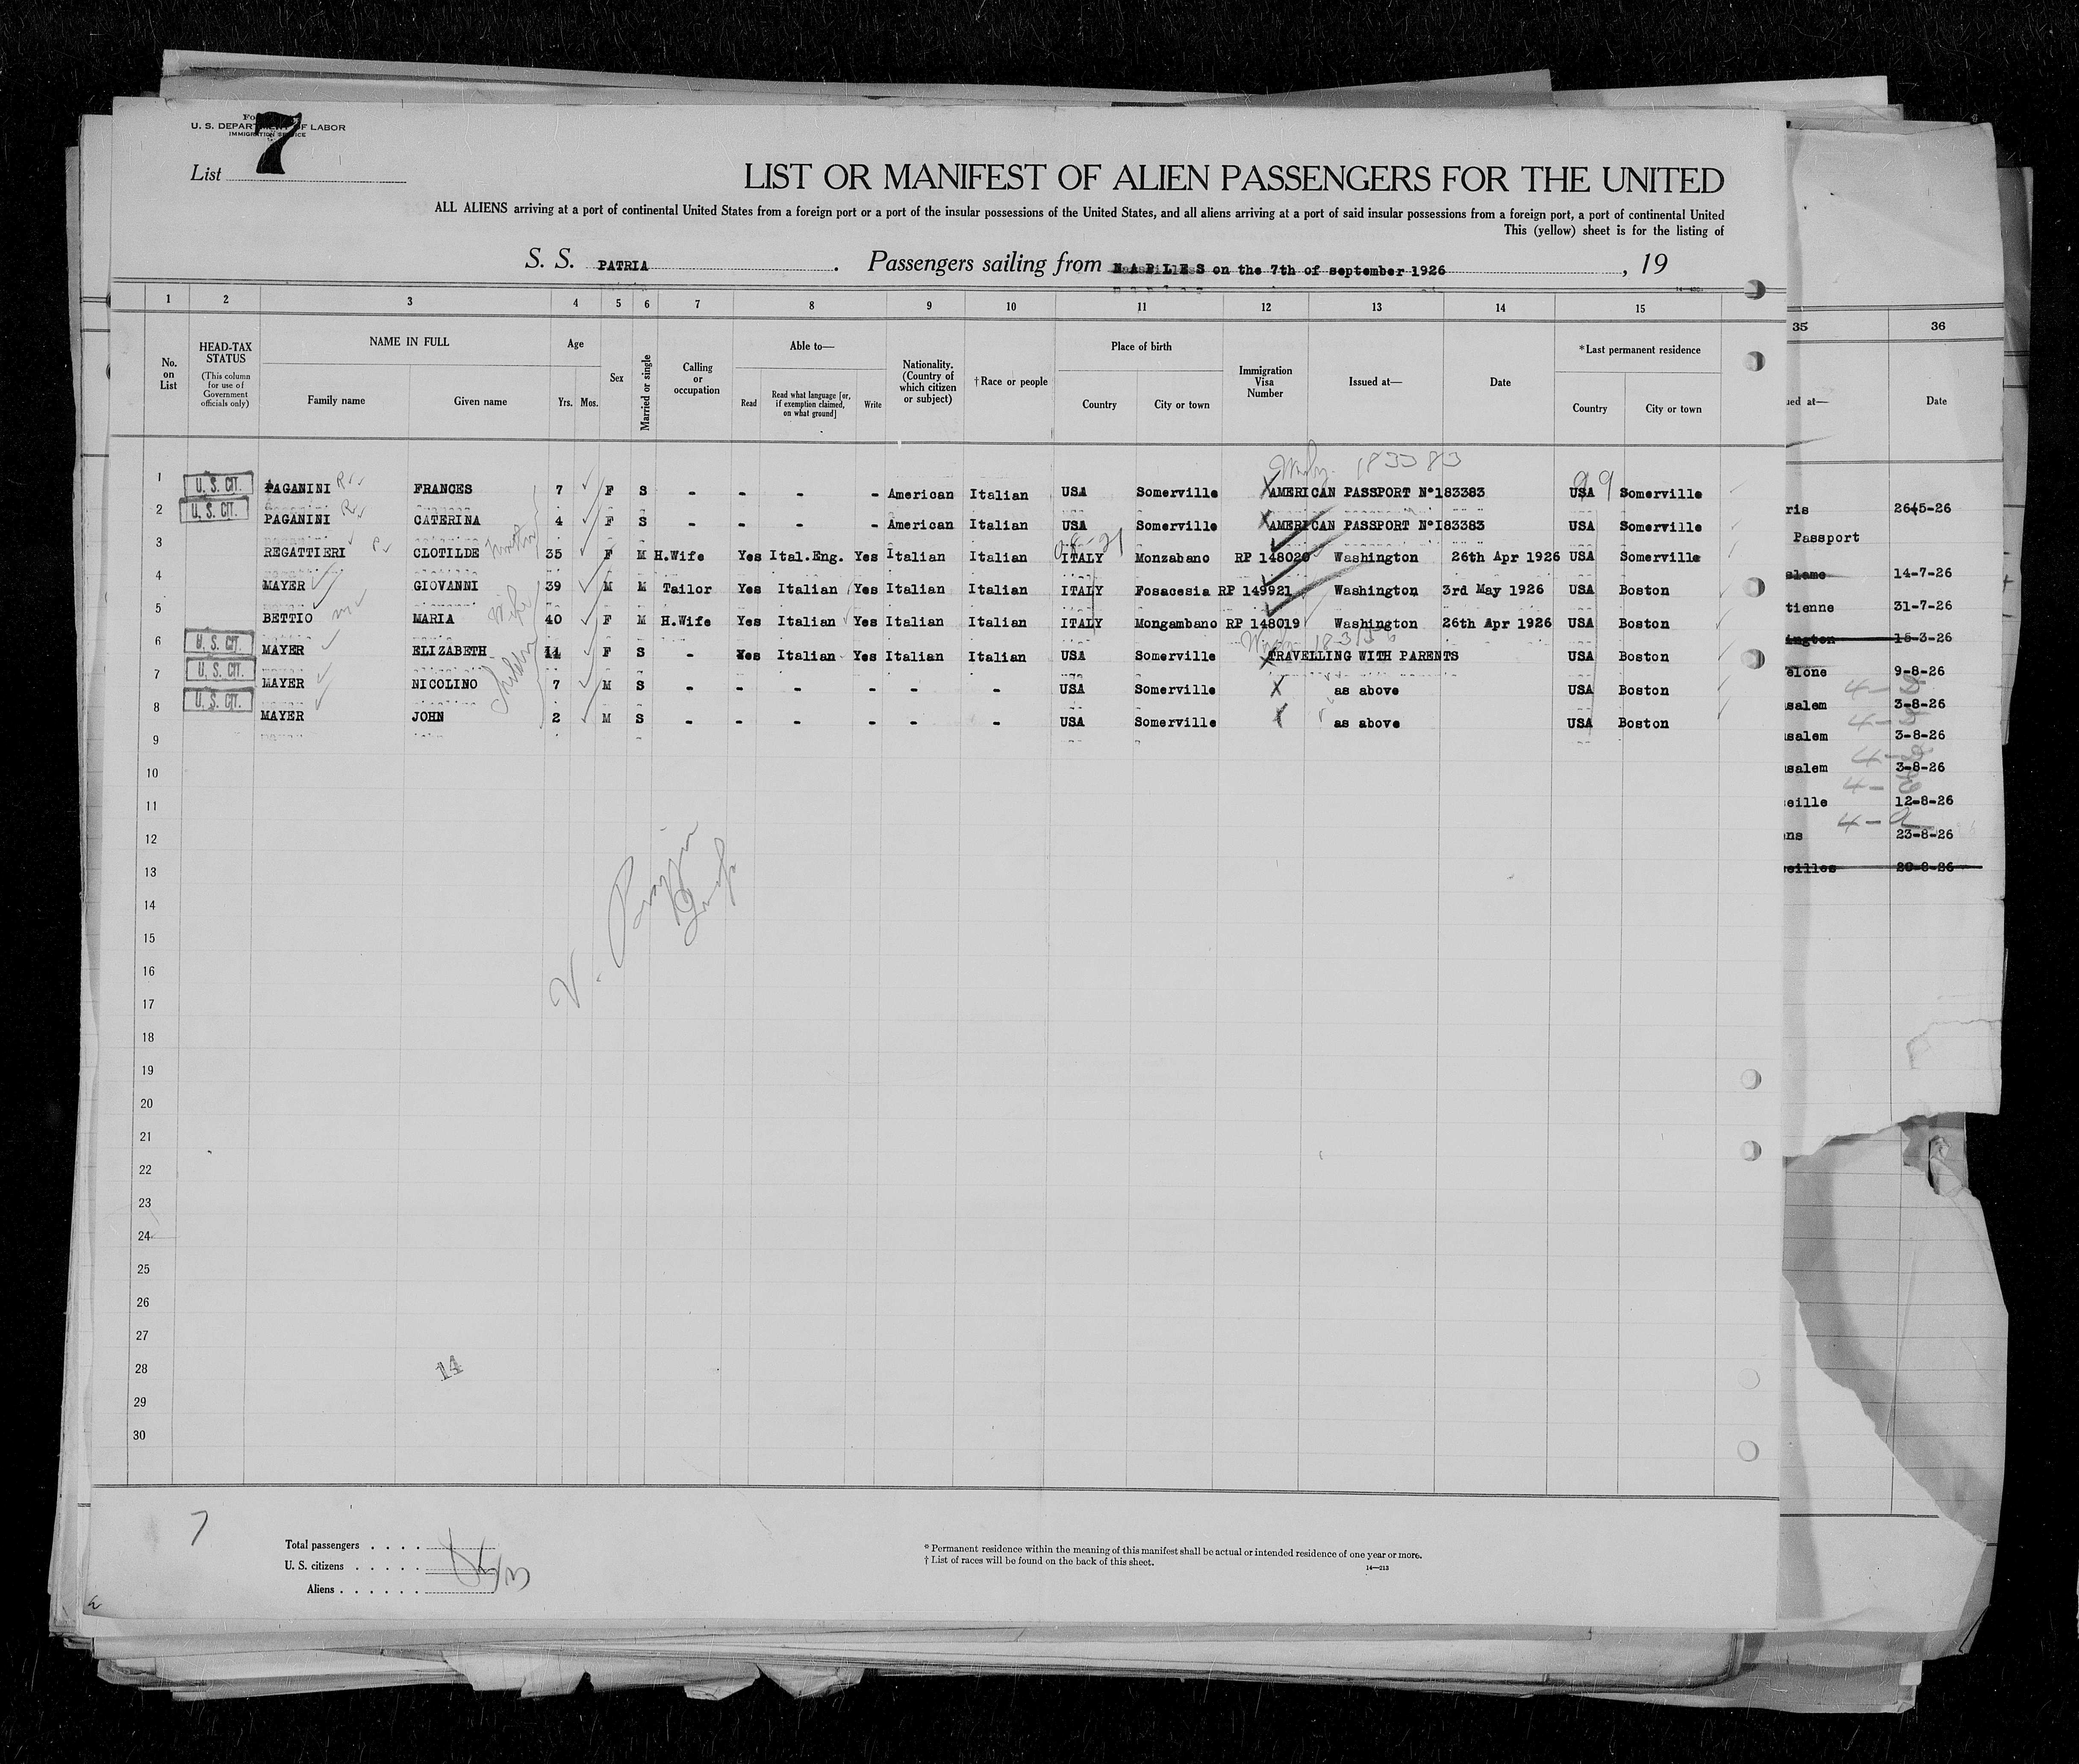 U. S. DEPARTMENT OF LABOR
IMMIGRATION SERVICE
List 7
LIST OR MANIFEST OF ALIEN PASSENGERS FOR THE UNITED
ALL ALIENS arriving at a port of continental United States from a foreign port or a port of the insular possessions of the United States, and all aliens arriving at a port of said insular possessions from a foreign port, a port of continental United
This (yellow) sheet is for the listing of
S. S. PATRIA. Passengers sailing from NAPLES on the 7th of september 1926, 19
1 2 3 4 5 6 7 8 9 10 11 12 13 14 15
No. on List
HEAD-TAX STATUS
(This column for use of Government officials only)
NAME IN FULL
Family name Given name
Age
Yrs. Mos.
Sex
Married or single
Calling or occupation
Able to—
Read
Read what language [or, if exemption claimed, on what ground]
Write
Nationality. (Country of which citizen or subject)
†Race or people
Place of birth
Country City or town
Immigration Visa Number
Issued at—
Date
*Last permanent residence
Country City or town
183383
1 U. S. CIT. PAGANINI FRANCES 7 F S - - - - American Italian USA Somerville AMERICAN PASSPORT N°183383 USA Somerville
2 U. S. CIT. PAGANINI CATERINA 4 F S - - - - American Italian USA Somerville AMERICAN PASSPORT N°I83383 USA Somerville
3 REGATTIERI CLOTILDE 35 F M H.Wife Yes Ital.Eng. Yes Italian Italian ITALY Monzabano RP 148020 Washington 26th Apr 1926 USA Somerville
4 MAYER GIOVANNI 39 M M Tailor Yes Italian Yes Italian Italian ITALY Fosacesia RP 149921 Washington 3rd May 1926 USA Boston
5 BETTIO MARIA Wife 40 F M H.Wife Yes Italian Yes Italian Italian ITALY Mongambano RP 148019 Washington 26th Apr 1926 USA Boston
6 U. S. CIT. MAYER ELIZABETH 11 F S - Yes Italian Yes Italian Italian USA Somerville TRAVELLING WITH PARENTS USA Boston
7 U. S. CIT. MAYER NICOLINO 7 M S - - - - - - USA Somerville X as above USA Boston
8 U. S. CIT. MAYER JOHN 2 M S - - - - - - USA Somerville X as above USA Boston
children
9
10
11
12
13
14
15
16
17
18
19
20
21
22
23
24
25
26
27
28
29
30
14
7
Total passengers
U. S. citizens
Aliens
* Permanent residence within the meaning of this manifest shall be actual or intended residence of one year or more.
† List of races will be found on the back of this sheet.
14—213
35 36
ued at— Date
ris 26-5-26
Passport
14-7-26
tienne 31-7-26
ington 15-3-26
elone 9-8-26
salem 3-8-26
salem 3-8-26
salem 3-8-26
eille 12-8-26
ans 23-8-26
eilles 20-8-26